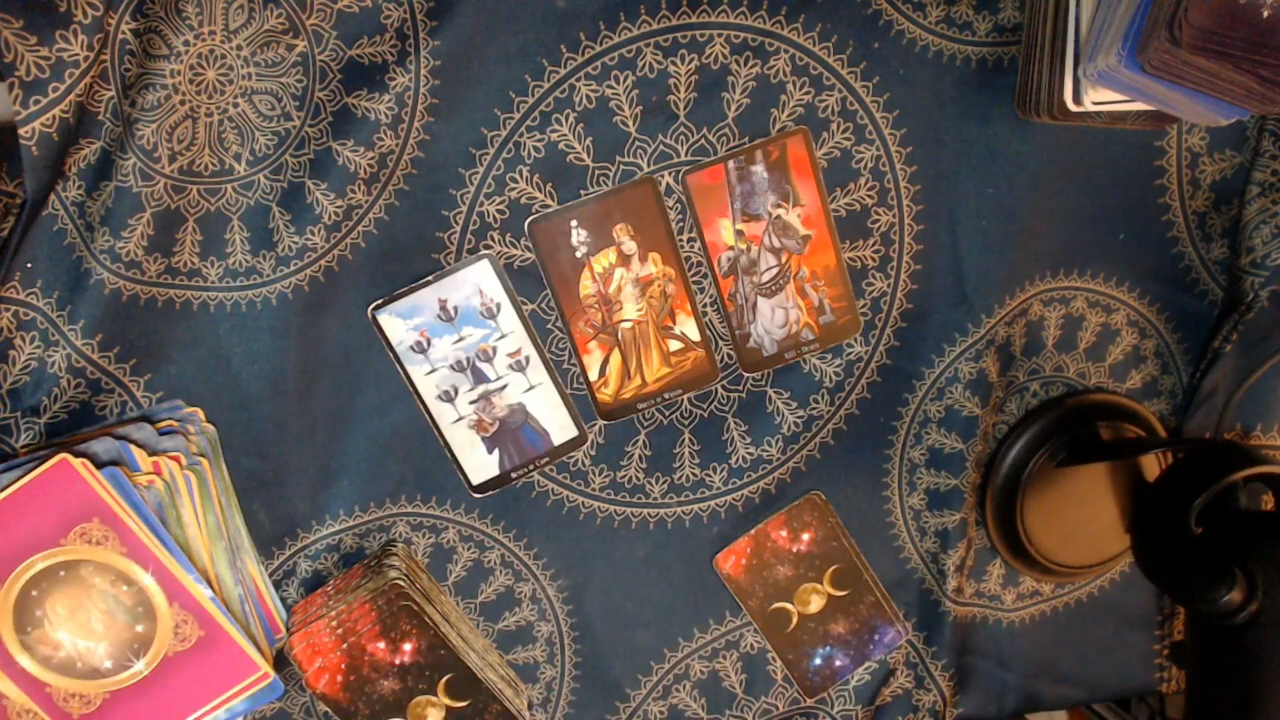 Seven of Cups
Queen of Wands
XIII • Death